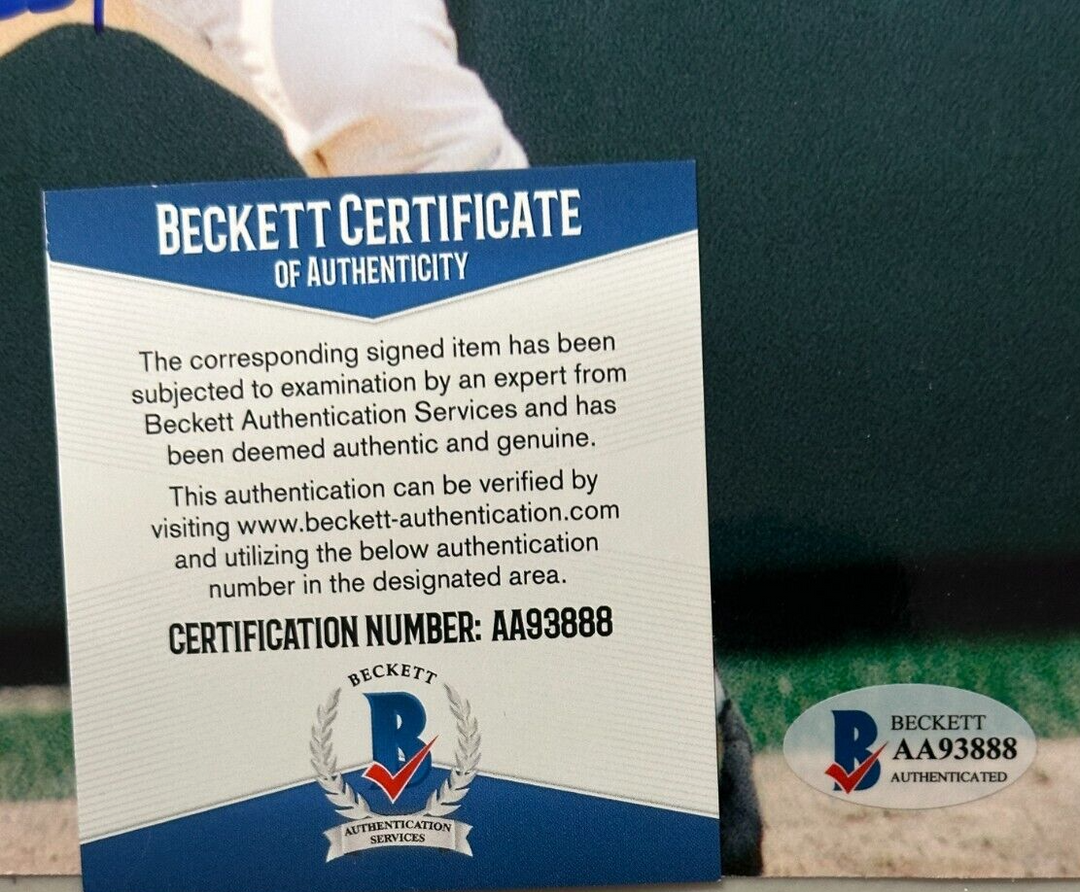 BECKETT CERTIFICATE
OF AUTHENTICITY
The corresponding signed item has been
subjected to examination by an expert from
Beckett Authentication Services and has
been deemed authentic and genuine.
This authentication can be verified by
visiting www.beckett-authentication.com
and utilizing the below authentication
number in the designated area.
CERTIFICATION NUMBER: AA93888
BECKETT
B
AUTHENTICATION
SERVICES
B
BECKETT
AA93888
AUTHENTICATED